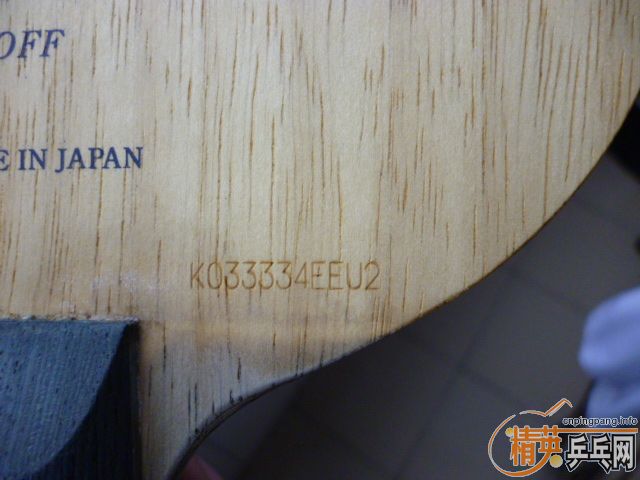 OFF
E IN JAPAN
K033334EEU2
cnpingpang.info
精英乒乓网